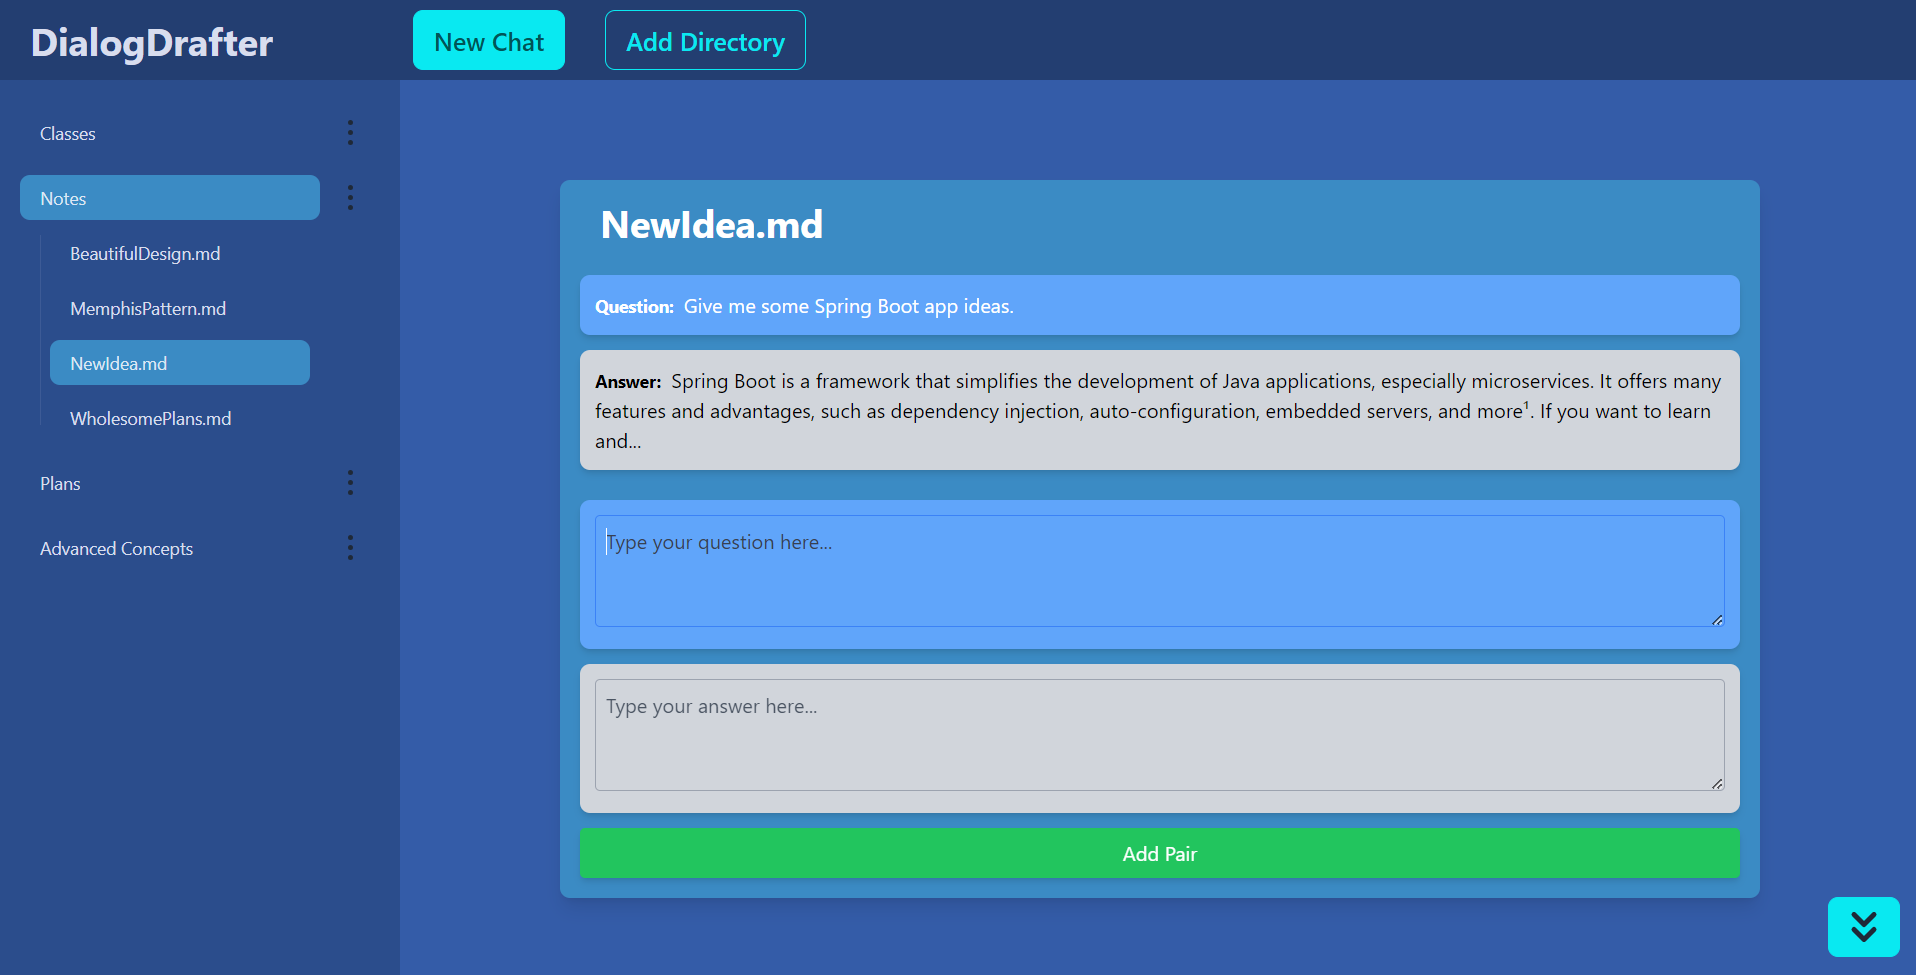 DialogDrafter
New Chat
Add Directory
Classes
Notes
BeautifulDesign.md
MemphisPattern.md
NewIdea.md
WholesomePlans.md
Plans
Advanced Concepts
NewIdea.md
Question: Give me some Spring Boot app ideas.
Answer: Spring Boot is a framework that simplifies the development of Java applications, especially microservices. It offers many
features and advantages, such as dependency injection, auto-configuration, embedded servers, and more¹. If you want to learn
and...
Type your question here...
Type your answer here...
Add Pair